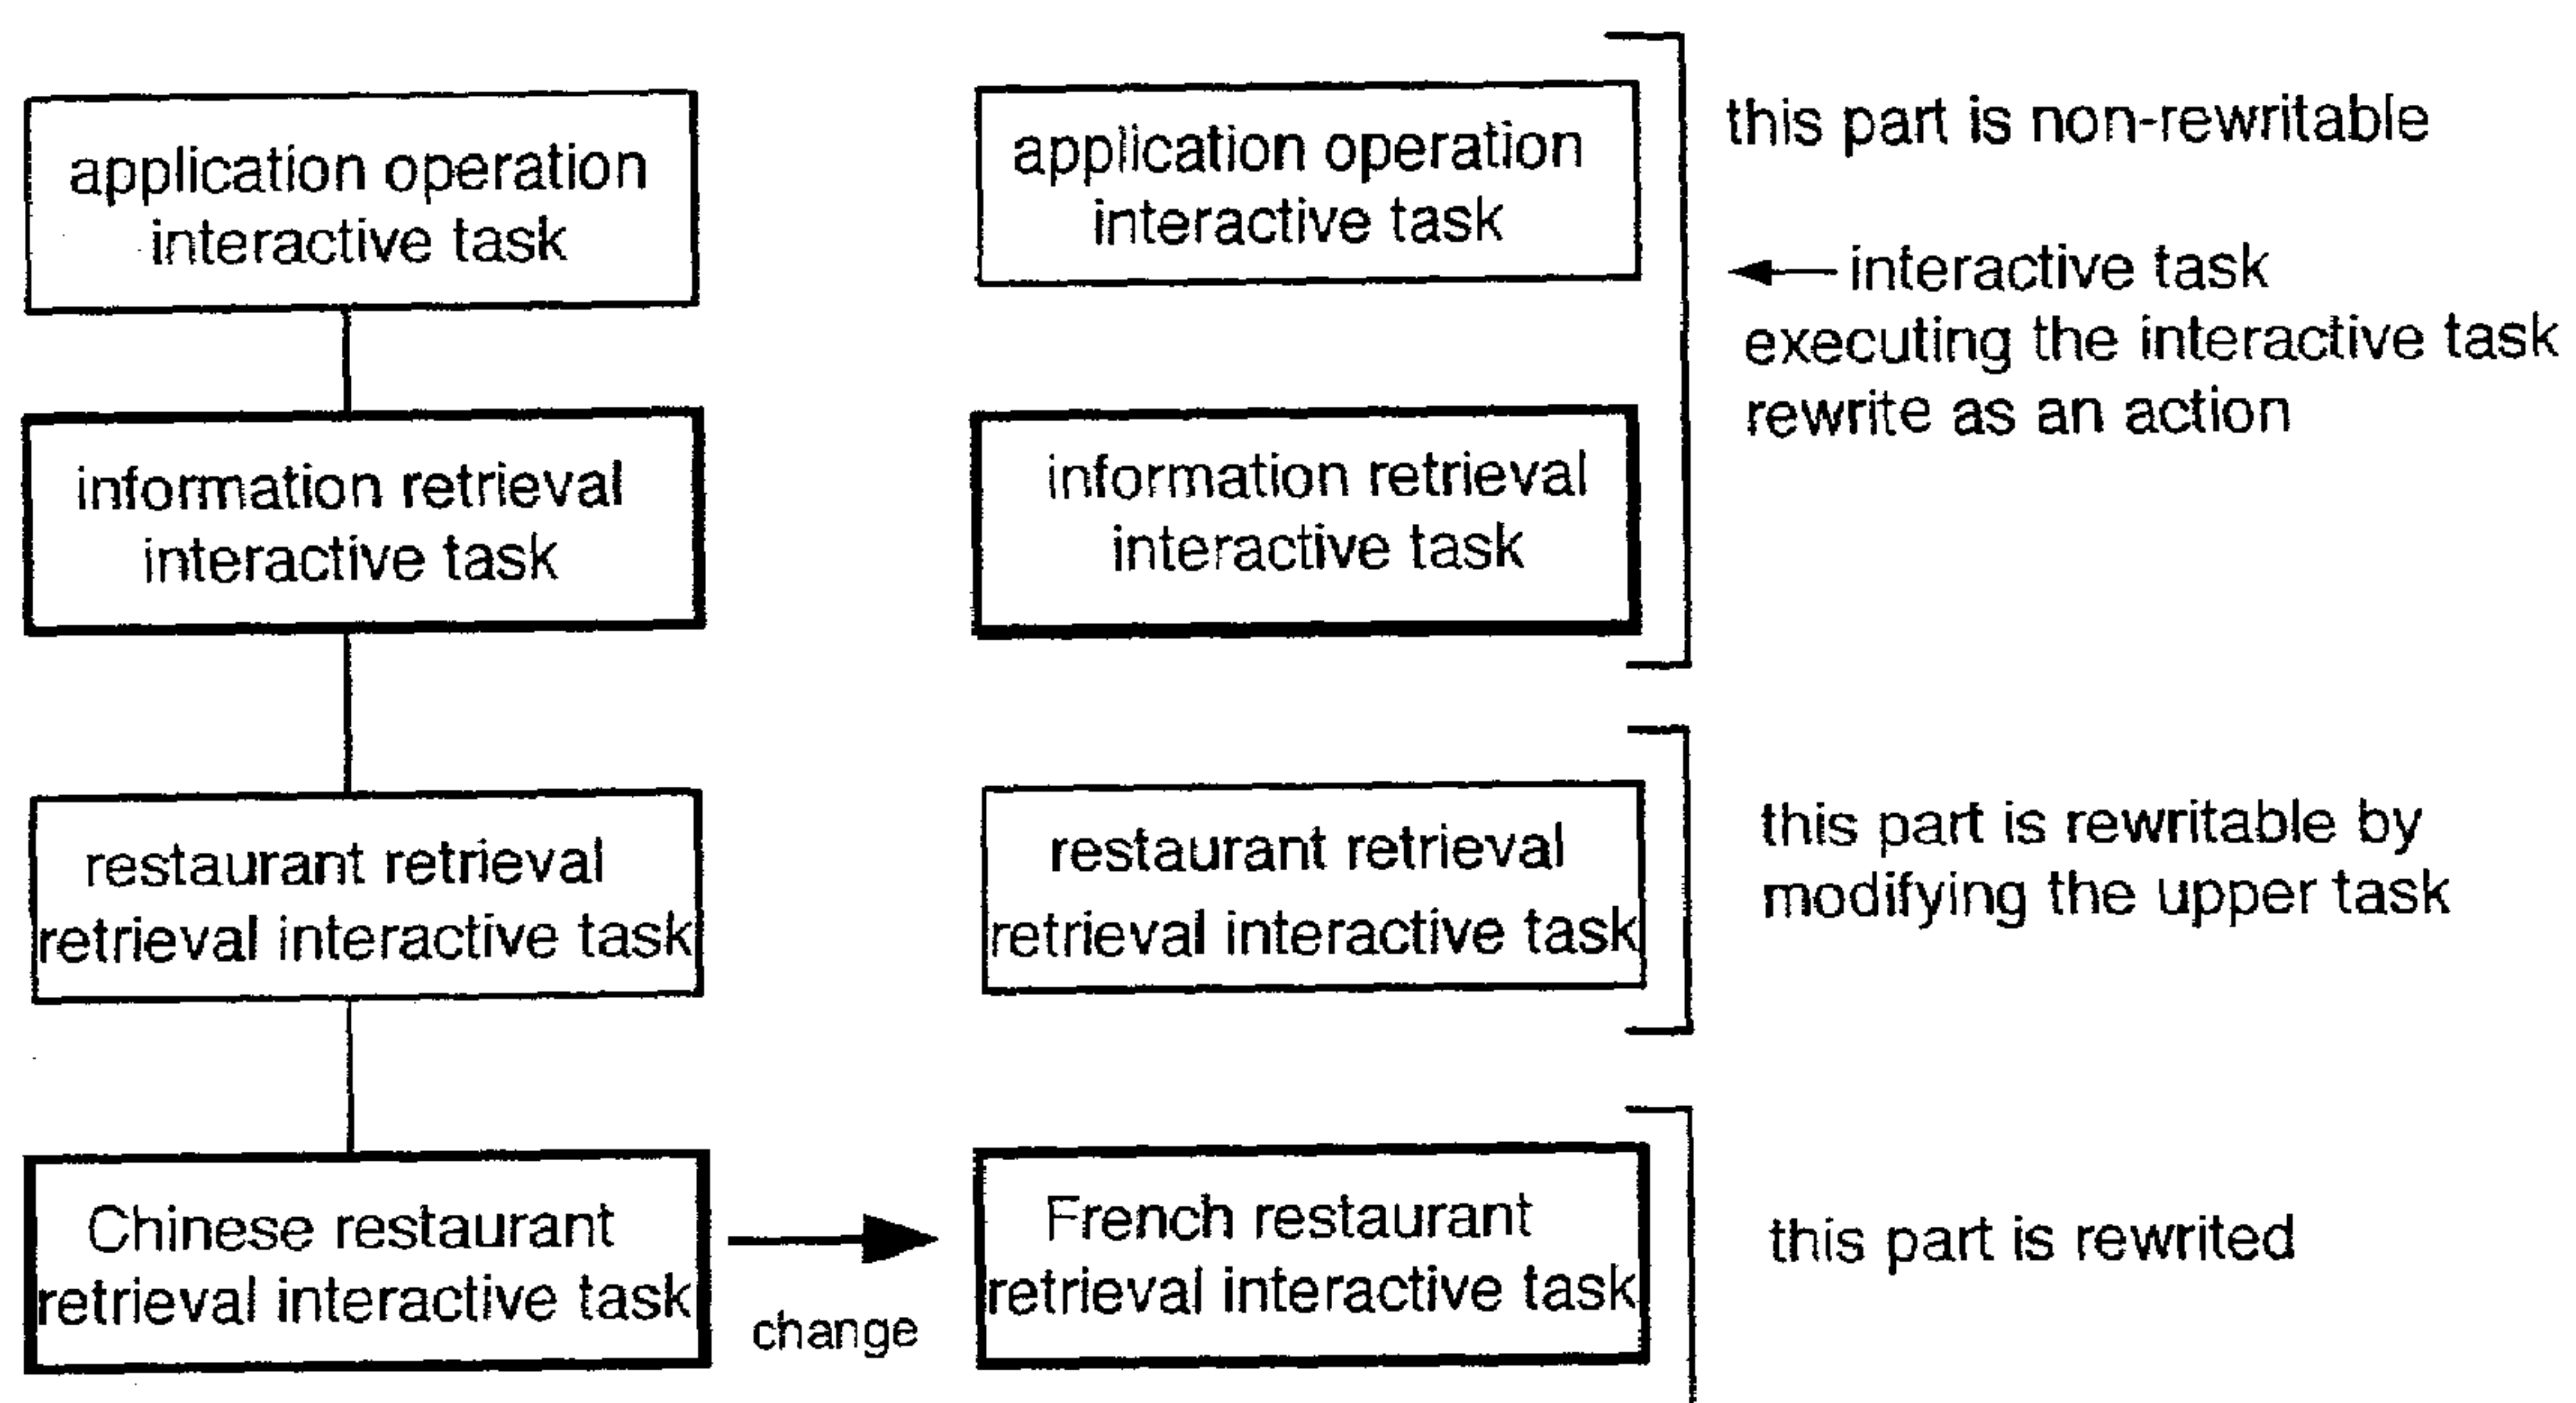 application operation
interactive task
information retrieval
interactive task
restaurant retrieval
retrieval interactive task
Chinese restaurant
retrieval interactive task
change
application operation
interactive task
information retrieval
interactive task
restaurant retrieval
retrieval interactive task
French restaurant
retrieval interactive task
this part is non-rewritable
interactive task
executing the interactive task
rewrite as an action
this part is rewritable by
modifying the upper task
this part is rewrited